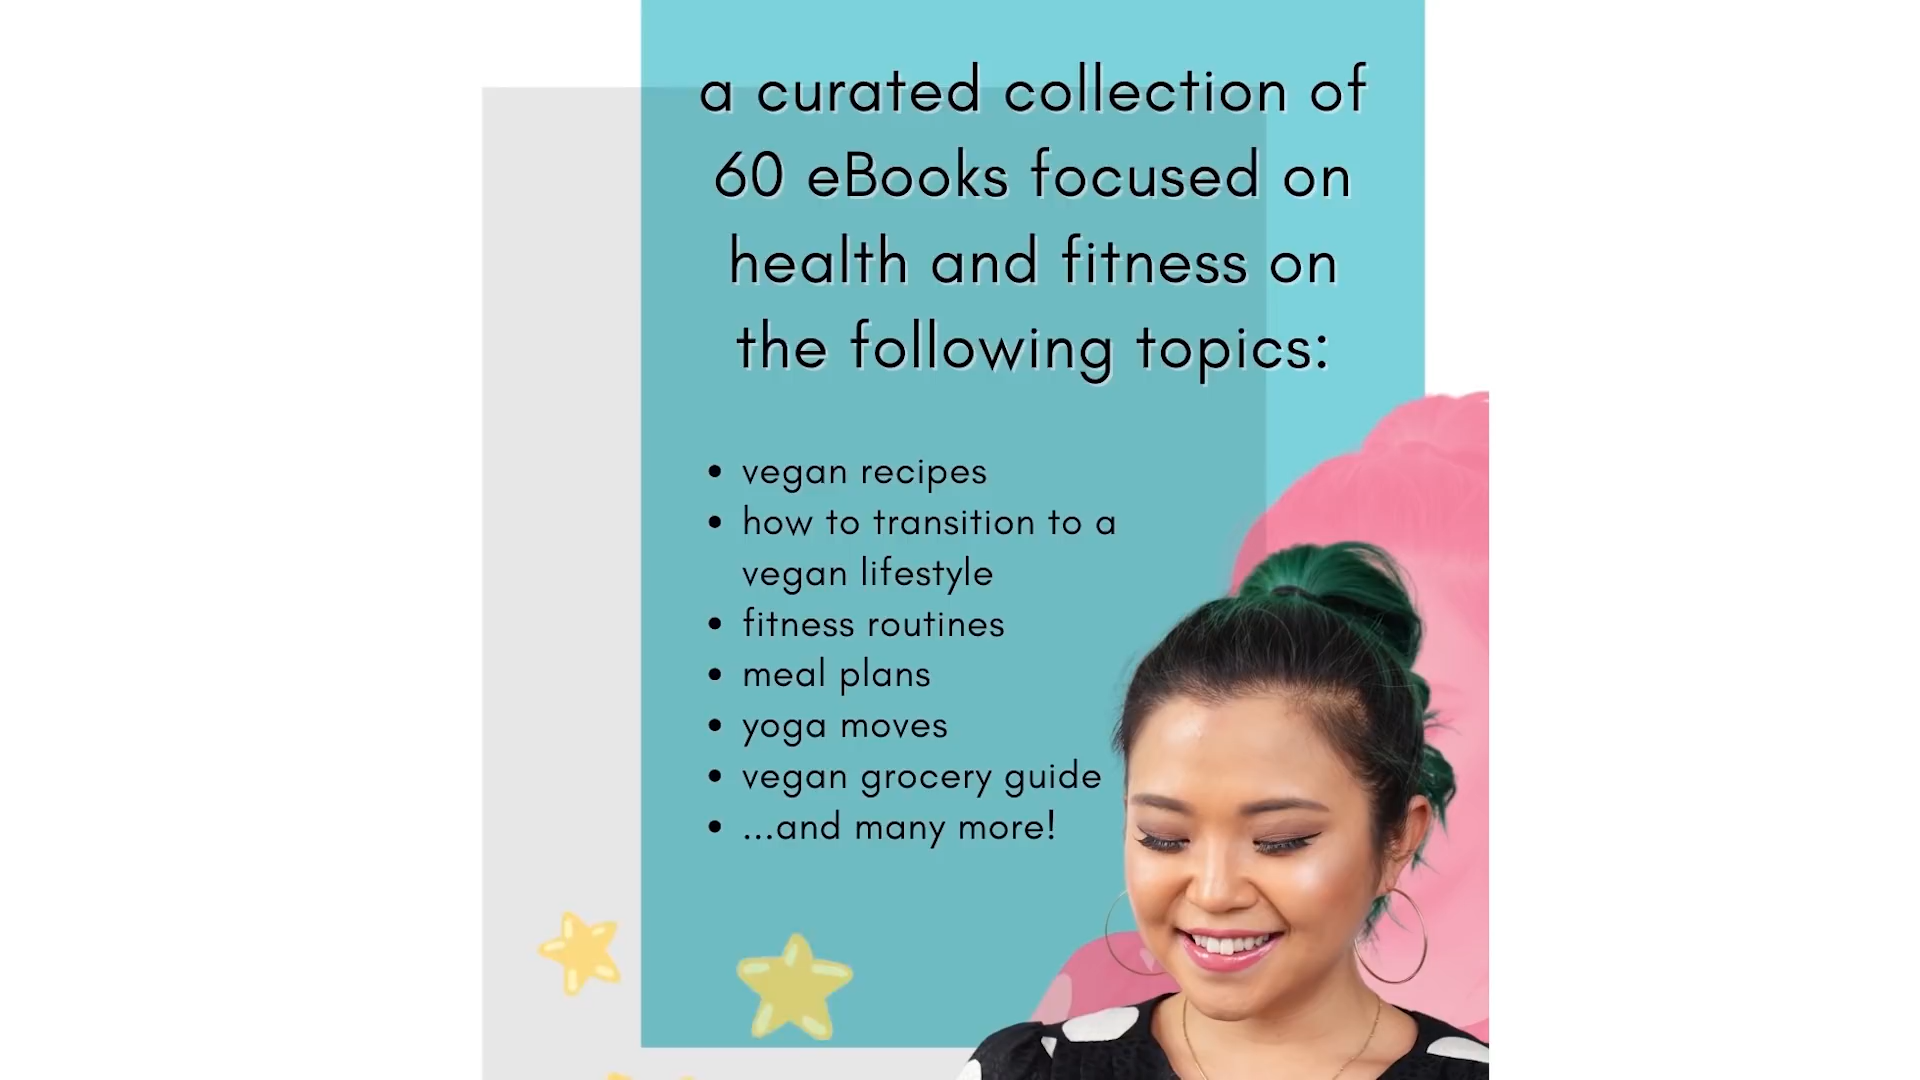 a curated collection of
60 eBooks focused on
health and fitness on
the following topics:
• vegan recipes
• how to transition to a
vegan lifestyle
• fitness routines
• meal plans
• yoga moves
• vegan grocery guide
• ...and many more!